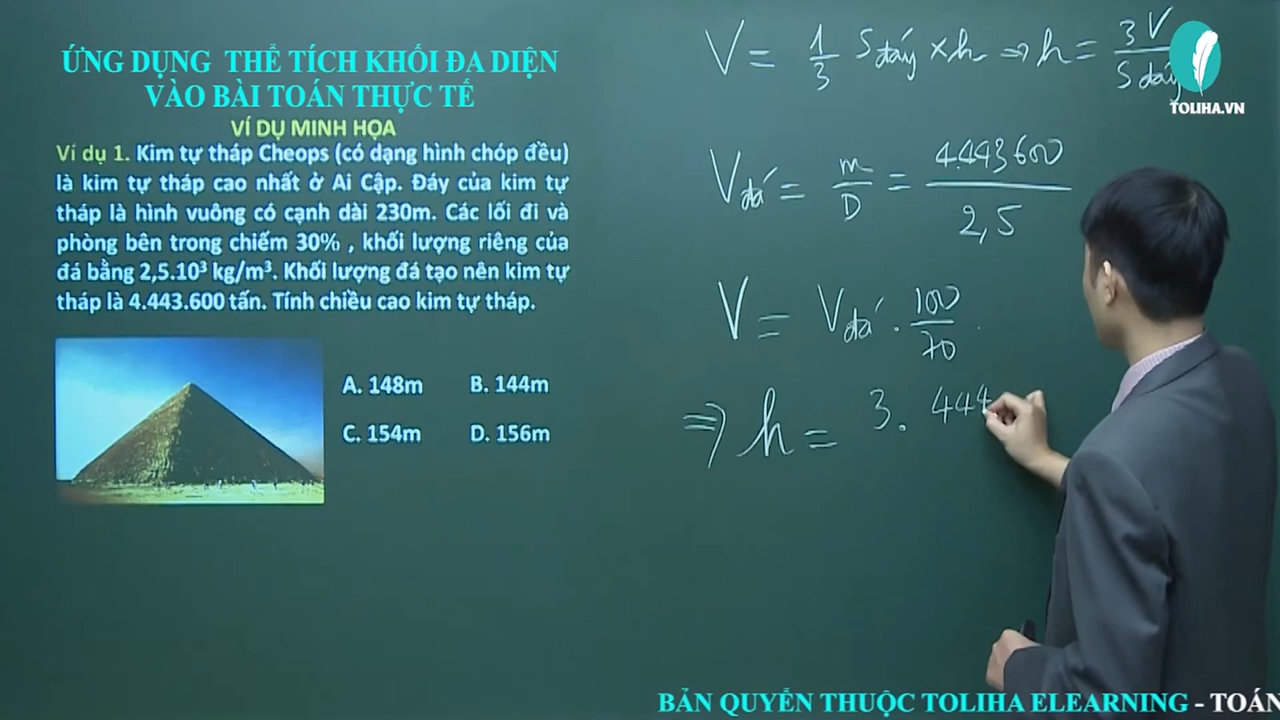 ỨNG DỤNG THỂ TÍCH KHỐI ĐA DIỆN
VÀO BÀI TOÁN THỰC TẾ
VÍ DỤ MINH HỌA
Ví dụ 1. Kim tự tháp Cheops (có dạng hình chóp đều)
là kim tự tháp cao nhất ở Ai Cập. Đáy của kim tự
tháp là hình vuông có cạnh dài 230m. Các lối đi và
phòng bên trong chiếm 30% , khối lượng riêng của
đá bằng 2,5.10³ kg/m³. Khối lượng đá tạo nên kim tự
tháp là 4.443.600 tấn. Tính chiều cao kim tự tháp.
A. 148m B. 144m
C. 154m D. 156m
V = 1/3 S đáy × h ⇒ h = 3V / S đáy
V đá = m/D = 4443600 / 2,5
V = V đá . 100/70
⇒ h = 3. 444
TOLIHA.VN
BẢN QUYỀN THUỘC TOLIHA ELEARNING - TOÁN